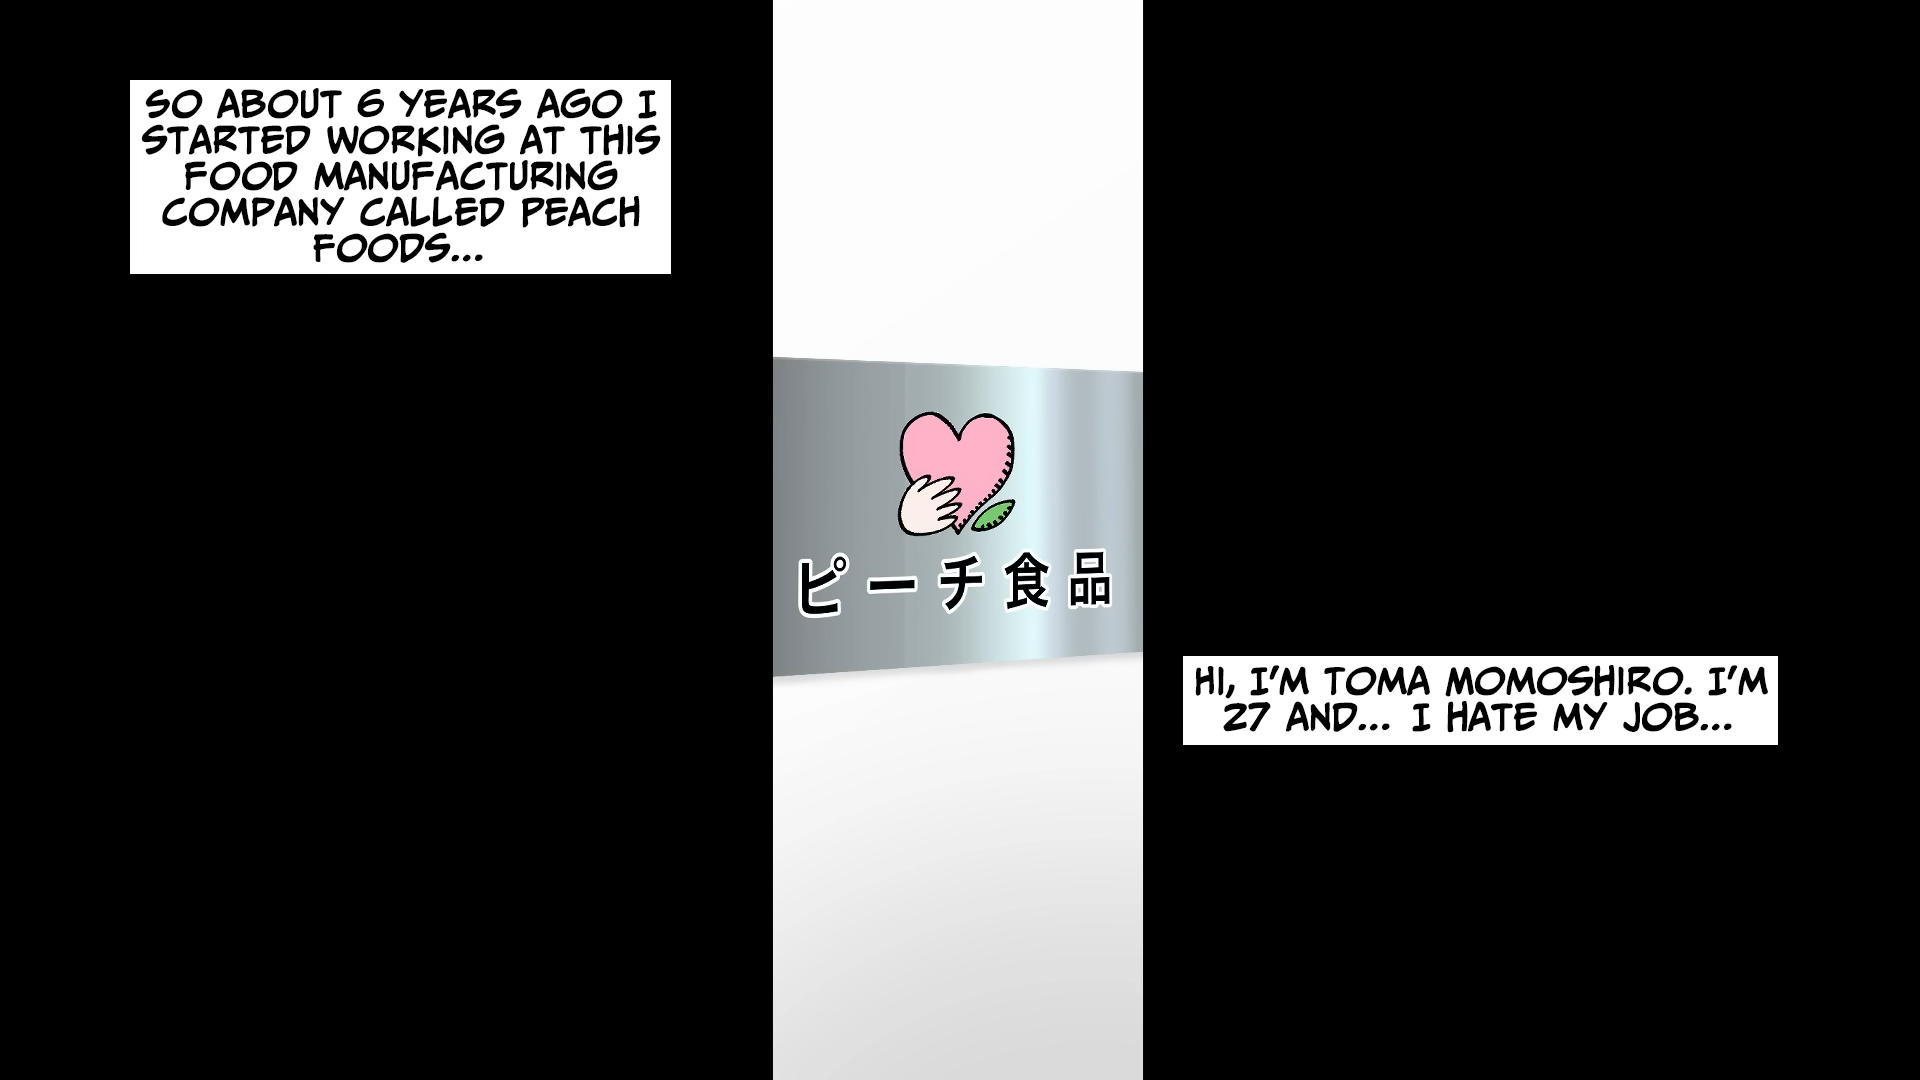 SO ABOUT 6 YEARS AGO I
STARTED WORKING AT THIS
FOOD MANUFACTURING
COMPANY CALLED PEACH
FOODS...
ピーチ食品
HI, I'M TOMA MOMOSHIRO. I'M
27 AND... I HATE MY JOB...